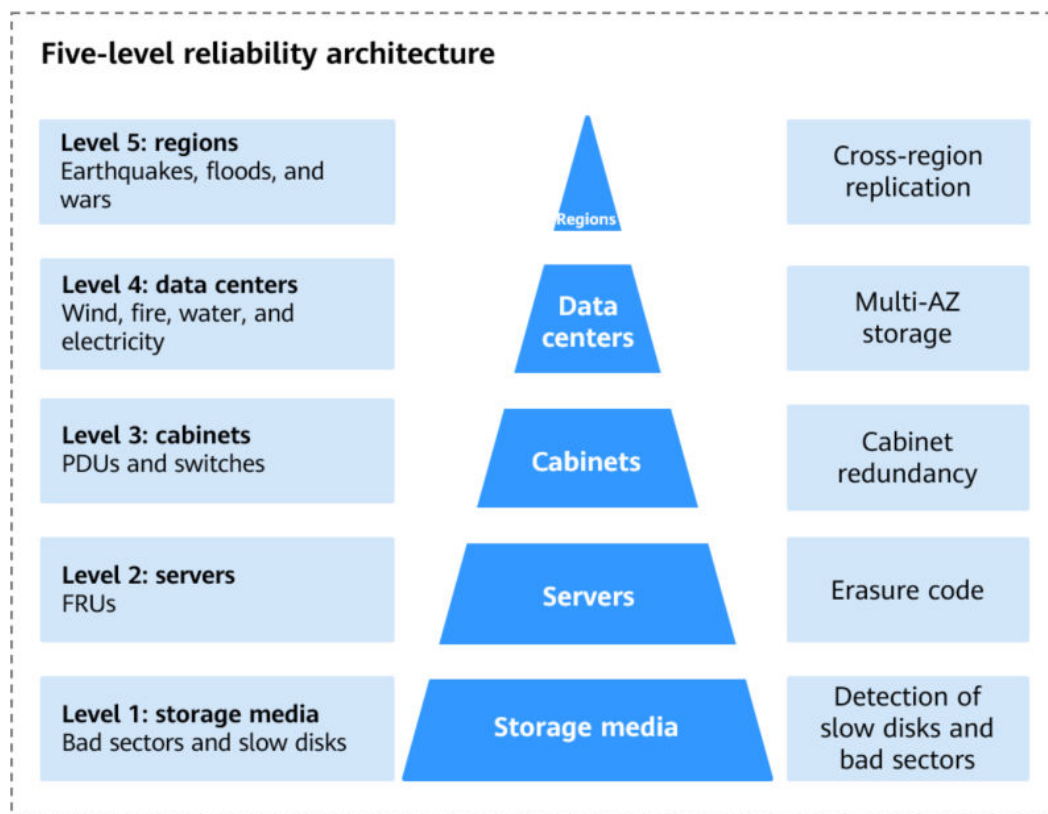 Five-level reliability architecture
Level 5: regions
Earthquakes, floods, and
wars
Regions
Cross-region
replication
Level 4: data centers
Wind, fire, water, and
electricity
Data
centers
Multi-AZ
storage
Level 3: cabinets
PDUs and switches
Cabinets
Cabinet
redundancy
Level 2: servers
FRUs
Servers
Erasure code
Level 1: storage media
Bad sectors and slow disks
Storage media
Detection of
slow disks and
bad sectors